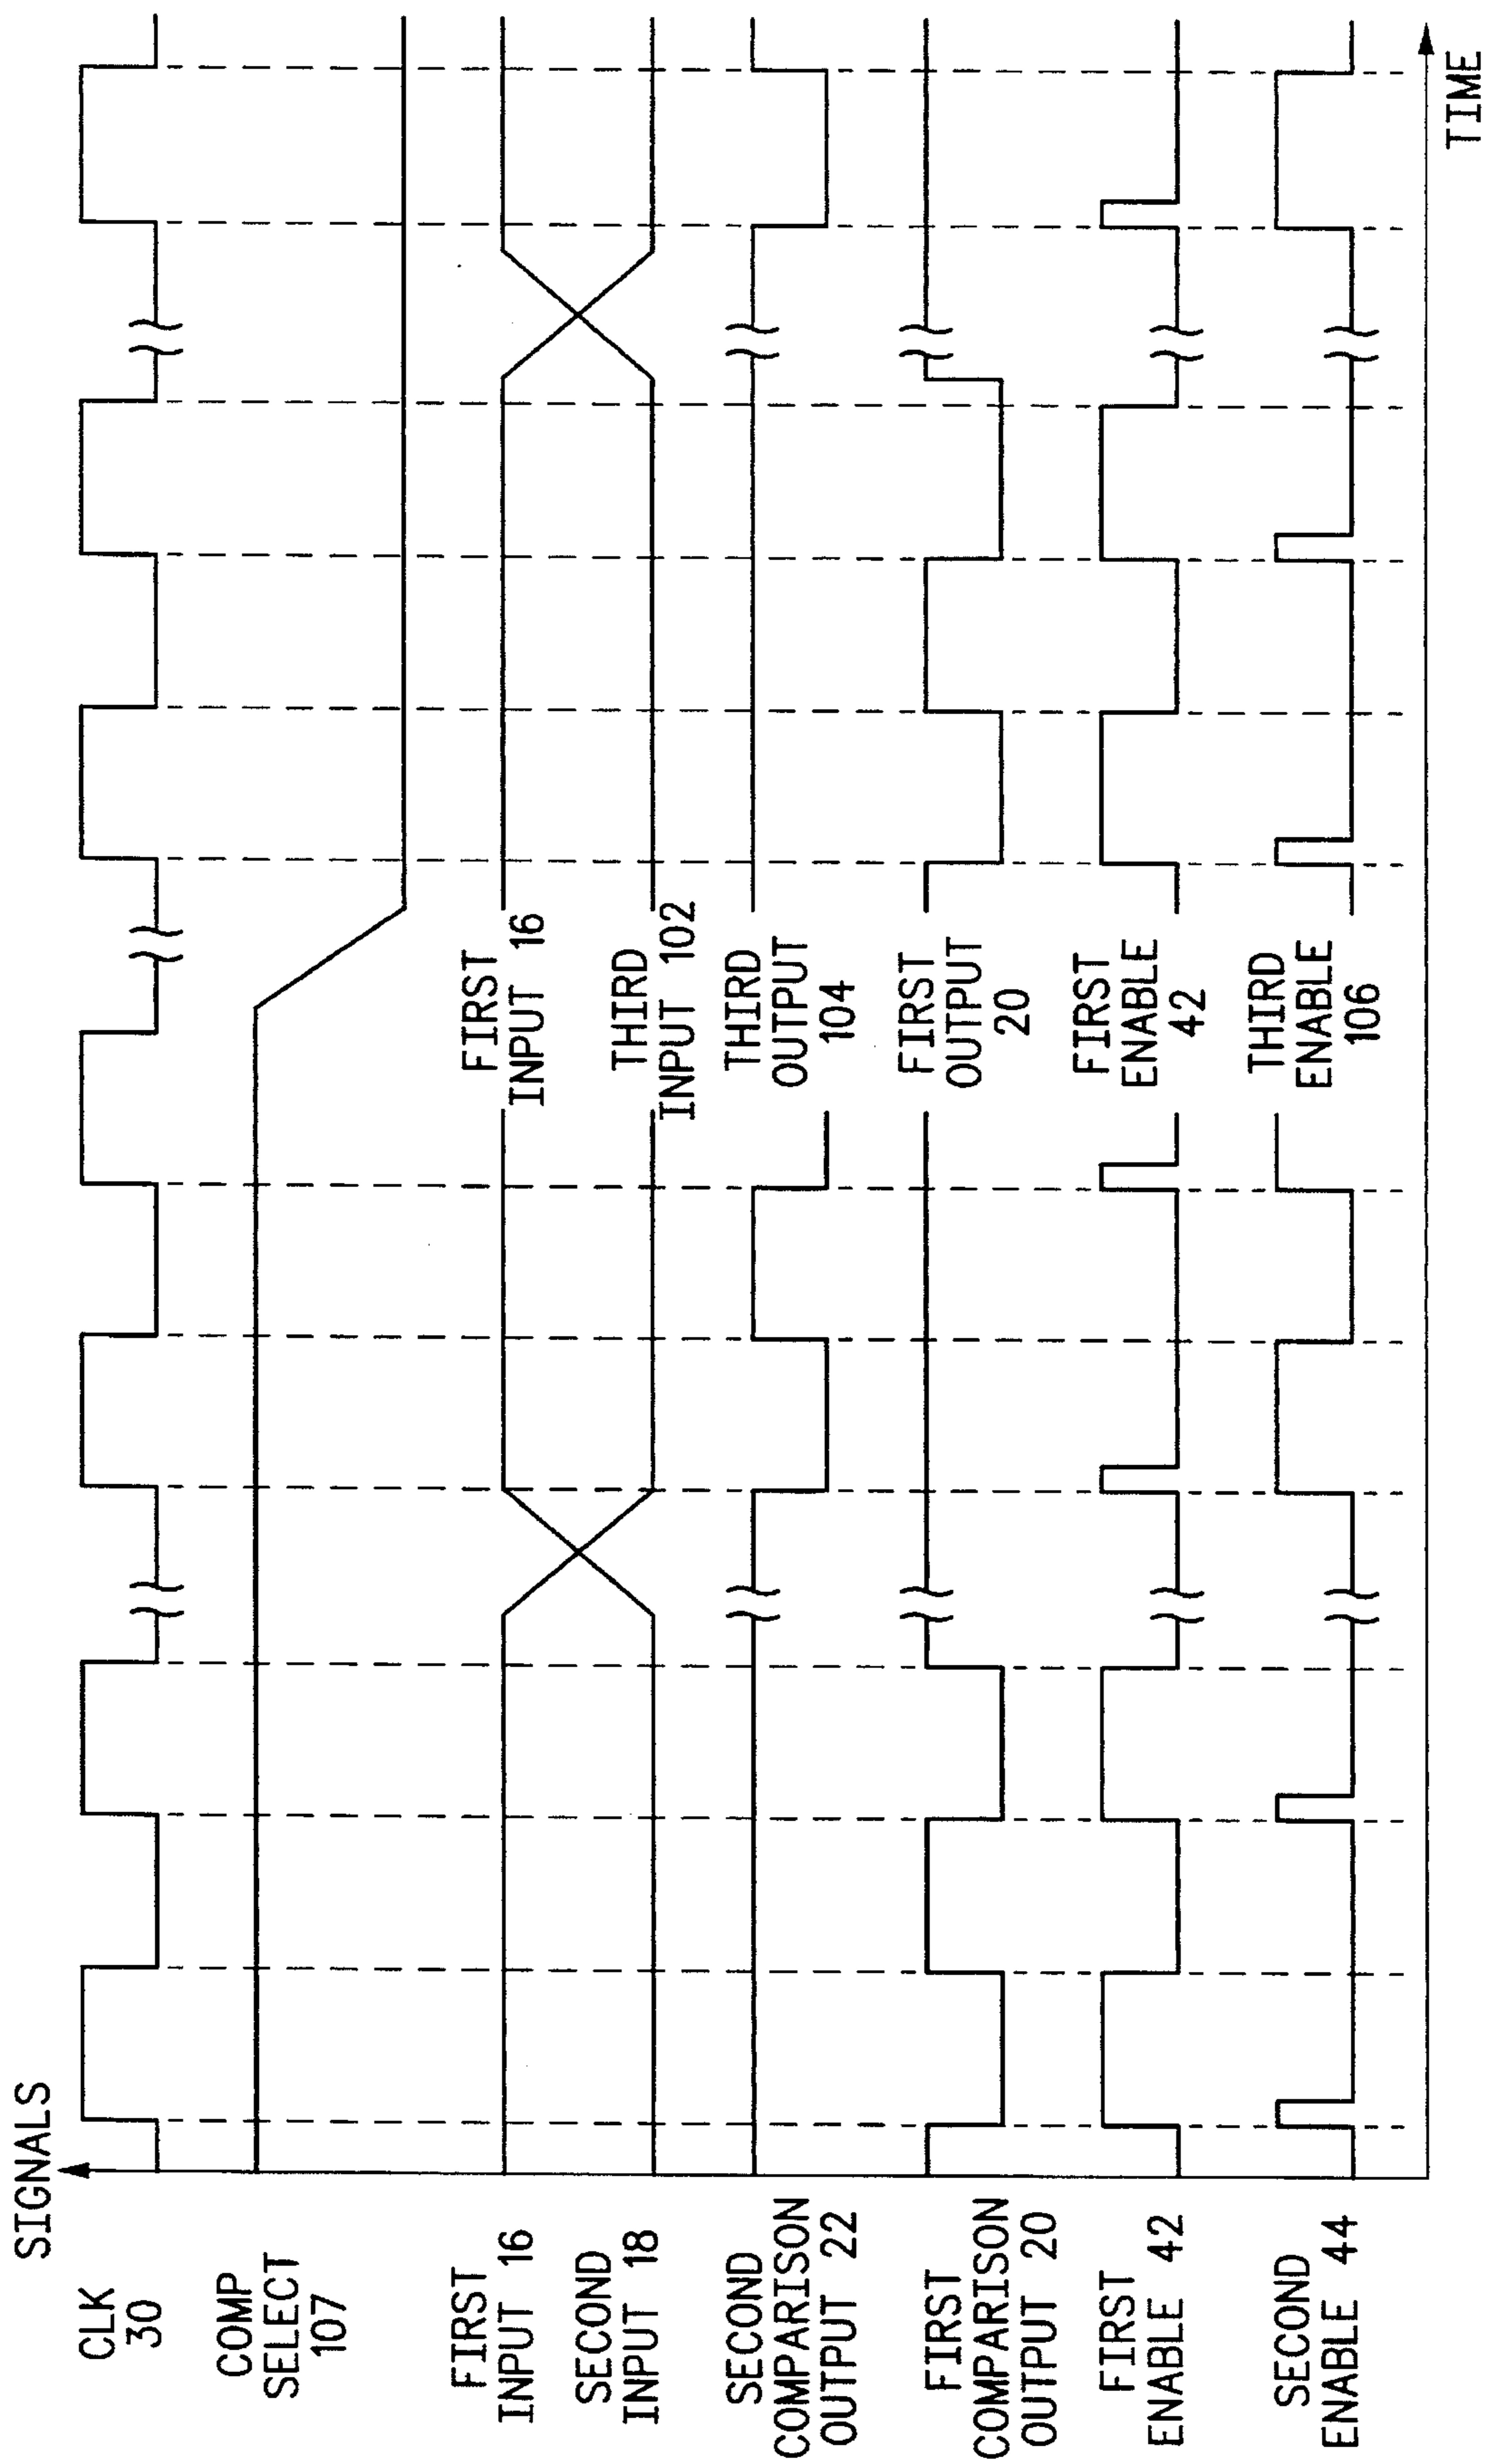 SIGNALS
CLK
30
COMP
SELECT
107
FIRST
INPUT 16
SECOND
INPUT 18
SECOND
COMPARISON
OUTPUT 22
FIRST
COMPARISON
OUTPUT 20
FIRST
ENABLE 42
SECOND
ENABLE 44
FIRST
INPUT 16
THIRD
INPUT 102
THIRD
OUTPUT
104
FIRST
OUTPUT
20
FIRST
ENABLE
42
THIRD
ENABLE
106
TIME